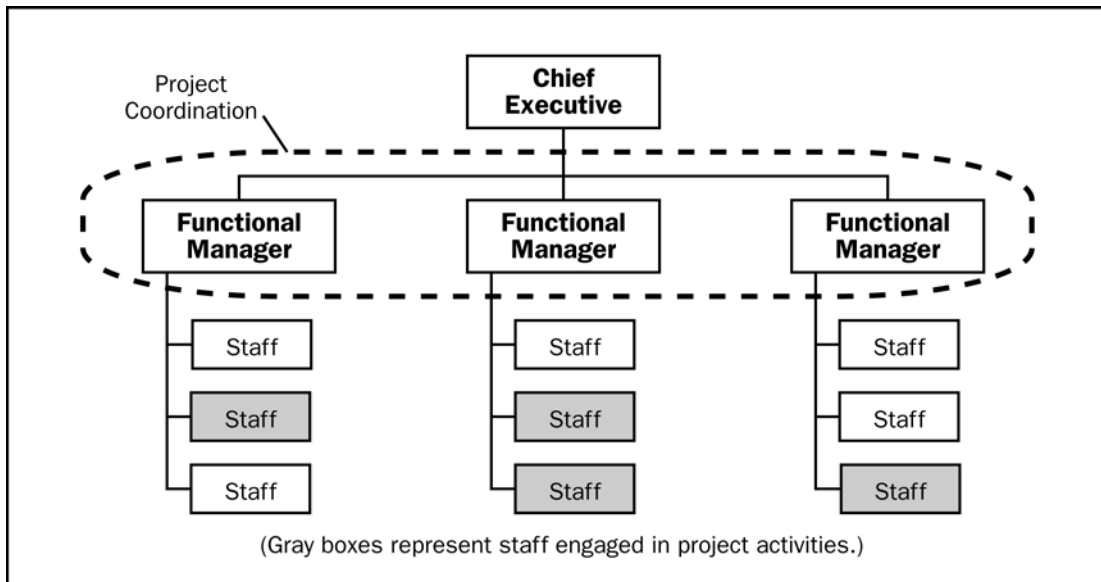 Project
Coordination
Chief
Executive
Functional
Manager
Functional
Manager
Functional
Manager
Staff
Staff
Staff
Staff
Staff
Staff
Staff
Staff
Staff
(Gray boxes represent staff engaged in project activities.)